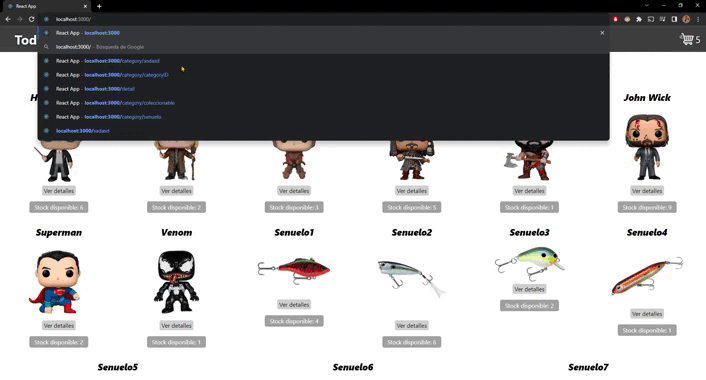 React App
localhost:3000/
React App - localhost:3000
localhost:3000/ - Búsqueda de Google
React App - localhost:3000/category/asdasd
React App - localhost:3000/category/categoryID
React App - localhost:3000/detail
React App - localhost:3000/category/coleccionable
React App - localhost:3000/category/senuelo
localhost:3000/sadasd
Tod
5
John Wick
Ver detalles Ver detalles Ver detalles Ver detalles Ver detalles Ver detalles
Stock disponible: 6 Stock disponible: 2 Stock disponible: 3 Stock disponible: 5 Stock disponible: 1 Stock disponible: 9
Superman Venom Senuelo1 Senuelo2 Senuelo3 Senuelo4
Ver detalles Ver detalles Ver detalles Ver detalles Ver detalles Ver detalles
Stock disponible: 2 Stock disponible: 1 Stock disponible: 4 Stock disponible: 6 Stock disponible: 2 Stock disponible: 1
Senuelo5 Senuelo6 Senuelo7